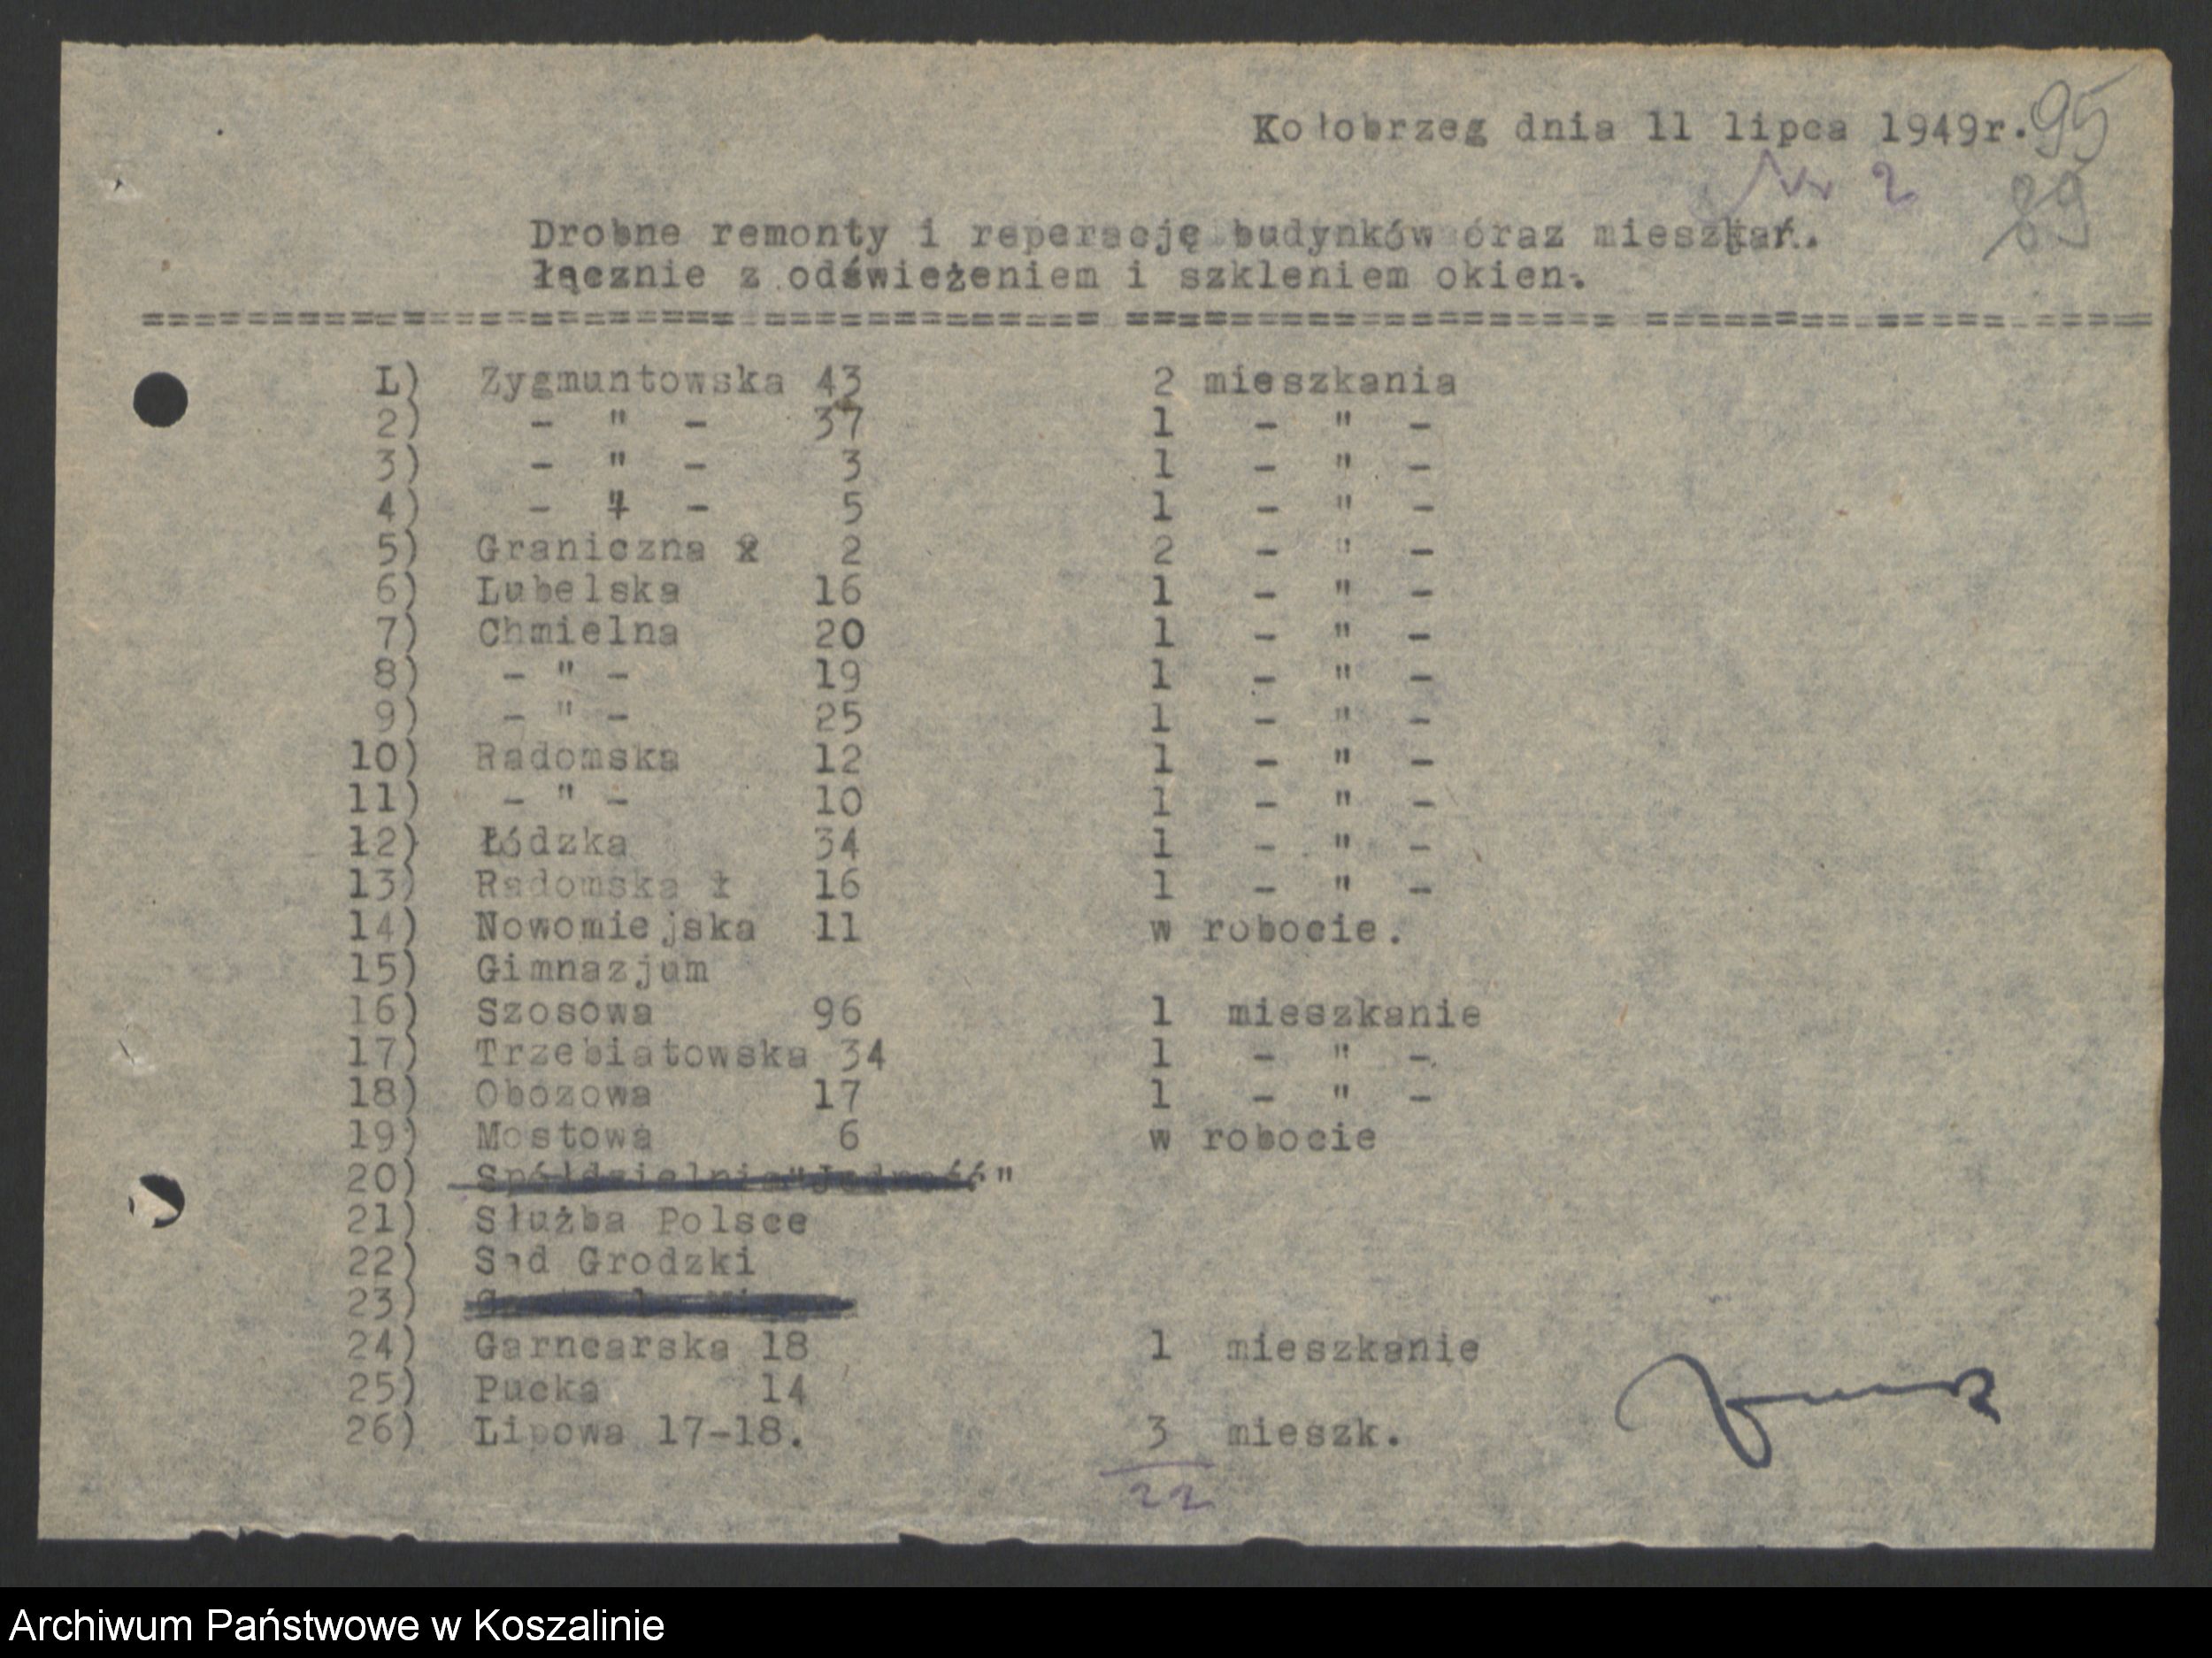 Kołobrzeg dnia 11 lipca 1949r.
95
Nr 2
89
Drobne remonty i reperację budynków oraz mieszkań.
łącznie z odświeżeniem i szkleniem okien.
1) Zygmuntowska 43 2 mieszkania
2) - " - 37 1 - " -
3) - " - 3 1 - " -
4) - " - 5 1 - " -
5) Graniczna 2 2 - " -
6) Lubelska 16 1 - " -
7) Chmielna 20 1 - " -
8) - " - 19 1 - " -
9) - " - 25 1 - " -
10) Radomska 12 1 - " -
11) - " - 10 1 - " -
12) Łódzka 34 1 - " -
13) Radomska 16 1 - " -
14) Nowomiejska 11 w robocie.
15) Gimnazjum
16) Szosowa 96 1 mieszkanie
17) Trzebiatowska 34 1 - " -
18) Obozowa 17 1 - " -
19) Mostowa 6 w robocie
20) Spółdzielnia "Jedność"
21) Służba Polsce
22) Sąd Grodzki
23)
24) Garncarska 18 1 mieszkanie
25) Pucka 14
26) Lipowa 17-18. 3 mieszk.
22
Archiwum Państwowe w Koszalinie